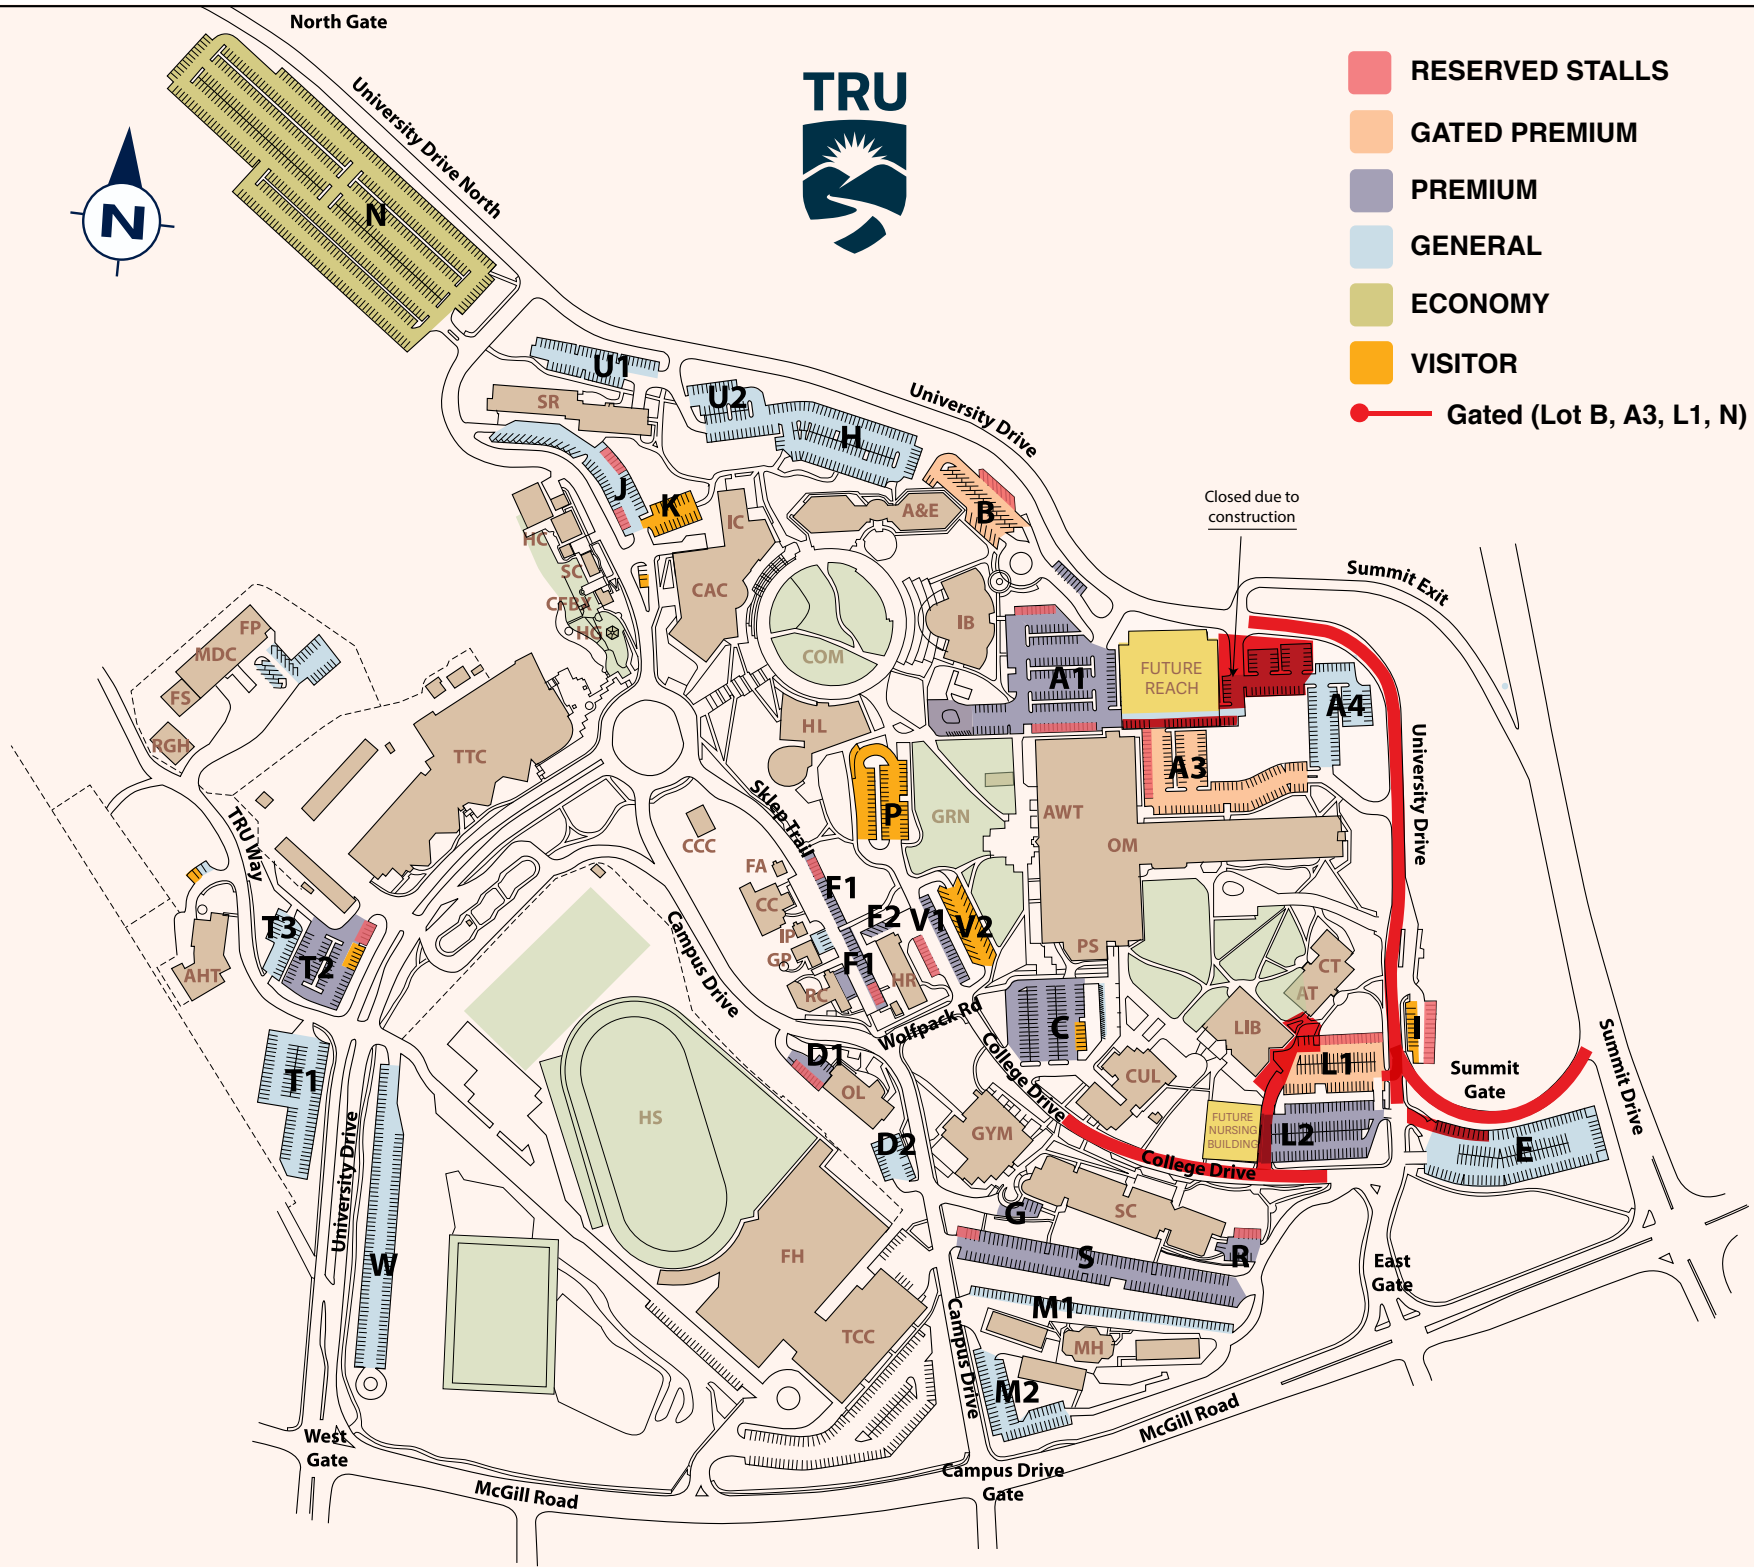 North Gate
University Drive North
TRU
N
RESERVED STALLS
GATED PREMIUM
PREMIUM
GENERAL
ECONOMY
VISITOR
Gated (Lot B, A3, L1, N)
N
U1
U2
SR
H
University Drive
J
K
IC
A&E
B
Closed due to
construction
HC
SC
CFBX
HG
CAC
COM
IB
Summit Exit
FP
MDC
FS
RGH
TTC
HL
A1
FUTURE
REACH
A4
A3
University Drive
TRU Way
Sklep Trail
P
GRN
AWT
OM
CCC
FA
CC
IP
GP
RC
F1
F2
F1
HR
V1
V2
PS
T3
T2
AHT
Campus Drive
Wolfpack Rd
C
CT
AT
LIB
I
L1
Summit
Gate
Summit Drive
T1
D1
OL
College Drive
CUL
FUTURE
NURSING
BUILDING
L2
E
HS
GYM
D2
College Drive
University Drive
W
G
SC
S
R
East
Gate
FH
M1
MH
TCC
Campus Drive
M2
McGill Road
West
Gate
McGill Road
Campus Drive
Gate